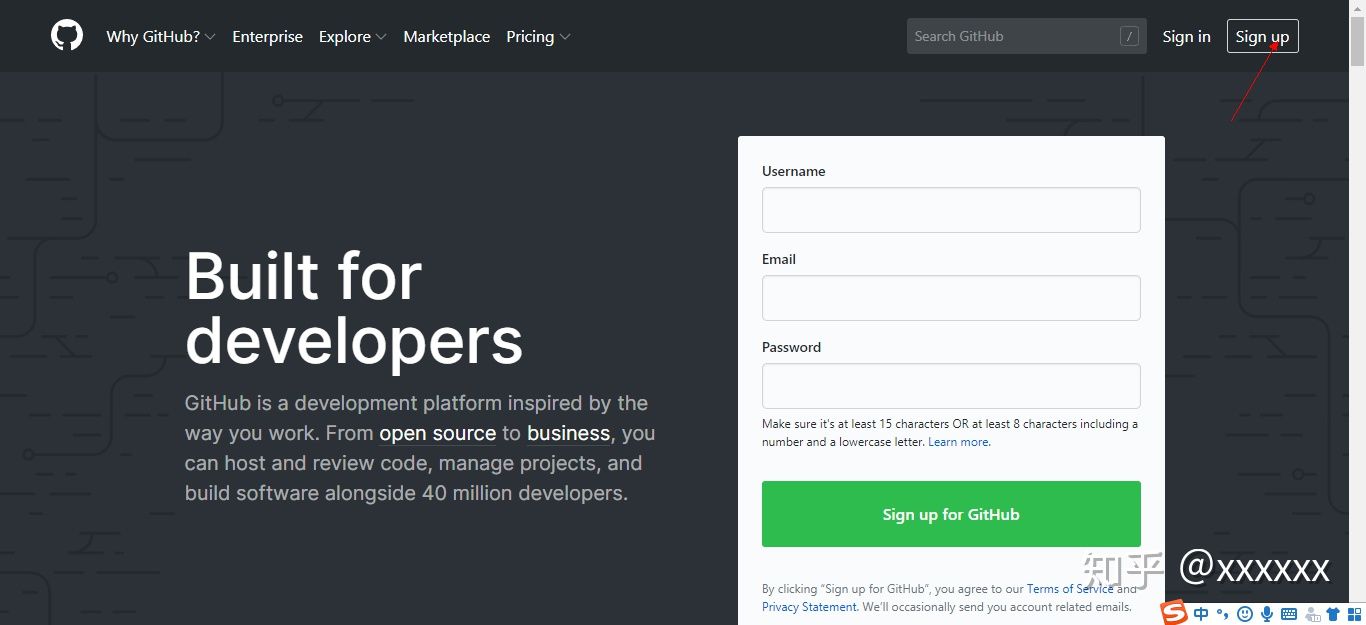 Why GitHub? Enterprise Explore Marketplace Pricing Search GitHub / Sign in Sign up
Built for
developers
GitHub is a development platform inspired by the
way you work. From open source to business, you
can host and review code, manage projects, and
build software alongside 40 million developers.
Username
Email
Password
Make sure it's at least 15 characters OR at least 8 characters including a
number and a lowercase letter. Learn more.
Sign up for GitHub
By clicking “Sign up for GitHub”, you agree to our Terms of Service and
Privacy Statement. We’ll occasionally send you account related emails.
知乎 @xxxxxx
S 中 °,